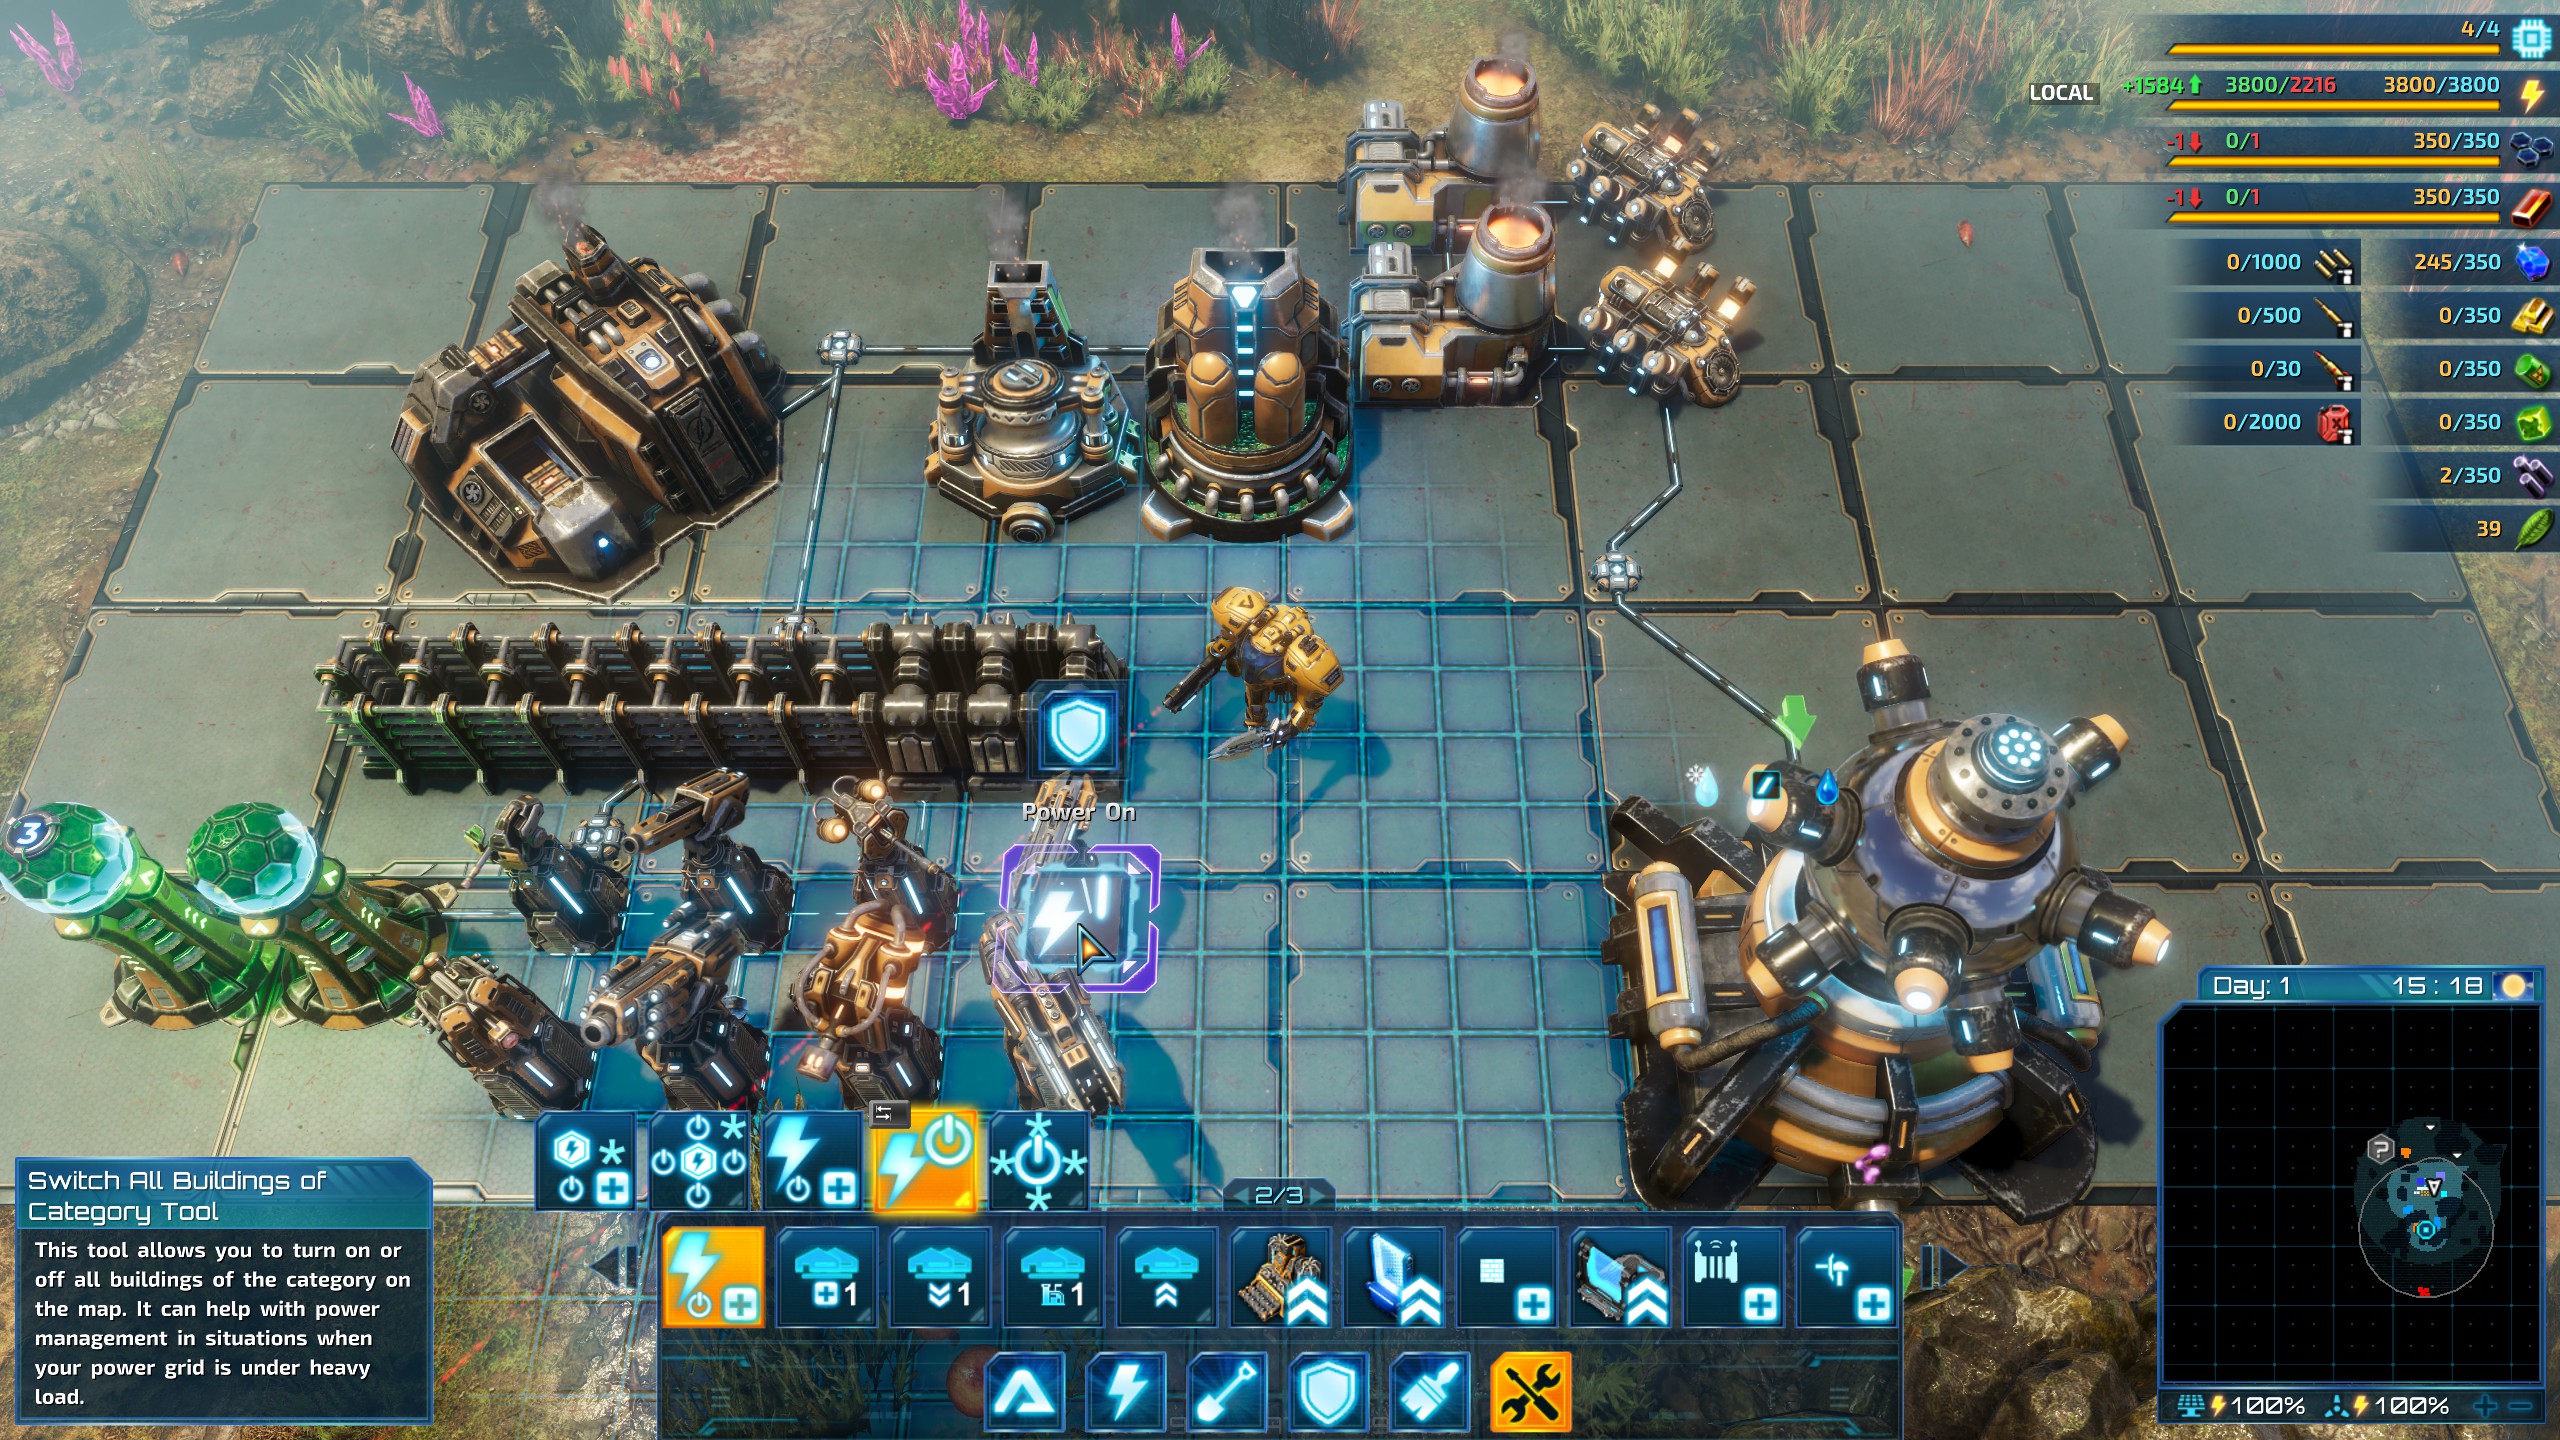 4/4
LOCAL +1584 3800/2216 3800/3800
-1 0/1 350/350
-1 0/1 350/350
0/1000 245/350
0/500 0/350
0/30 0/350
0/2000 0/350
2/350
39
3
Power On
Day: 1 15:18
?
Switch All Buildings of
Category Tool
This tool allows you to turn on or
off all buildings of the category on
the map. It can help with power
management in situations when
your power grid is under heavy
load.
2/3
1
1
1
100% 100%